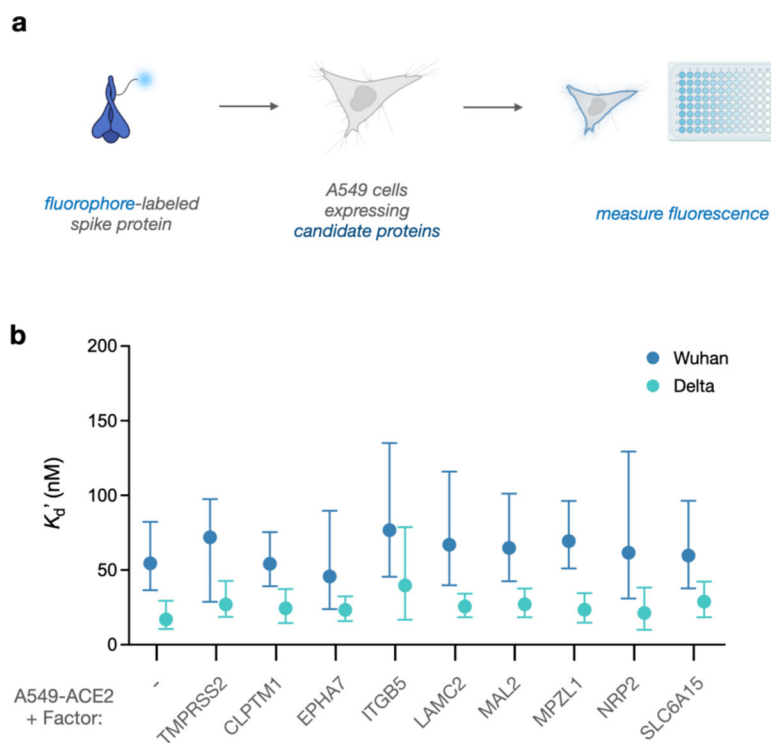 a
fluorophore-labeled
spike protein
A549 cells
expressing
candidate proteins
measure fluorescence
b
200
150
100
50
0
Kd' (nM)
Wuhan
Delta
A549-ACE2
+ Factor:
-
TMPRSS2
CLPTM1
EPHA7
ITGB5
LAMC2
MAL2
MPZL1
NRP2
SLC6A15